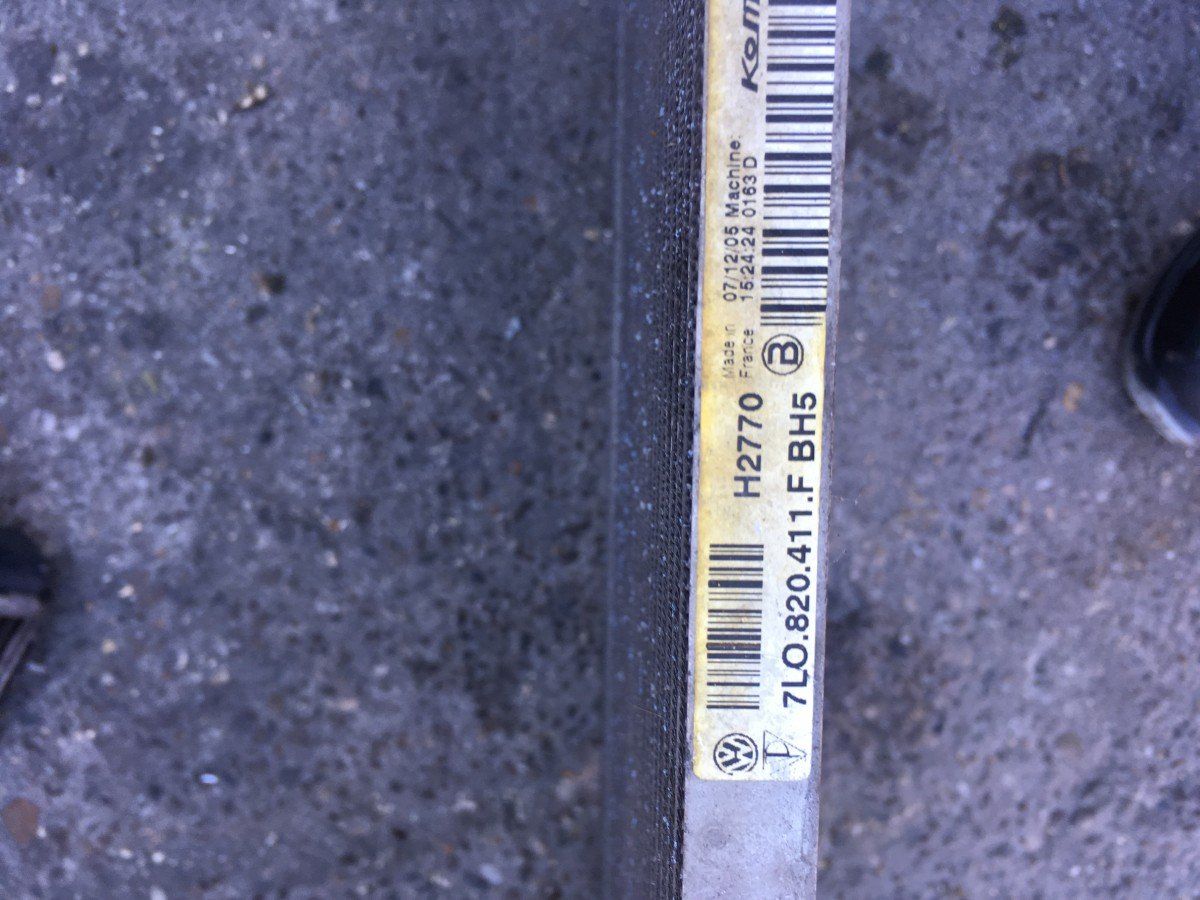 H2770
Made in
France
07/12/05 Machine:
15:24:24 0163 D
7LO.820.411.F BH5
B